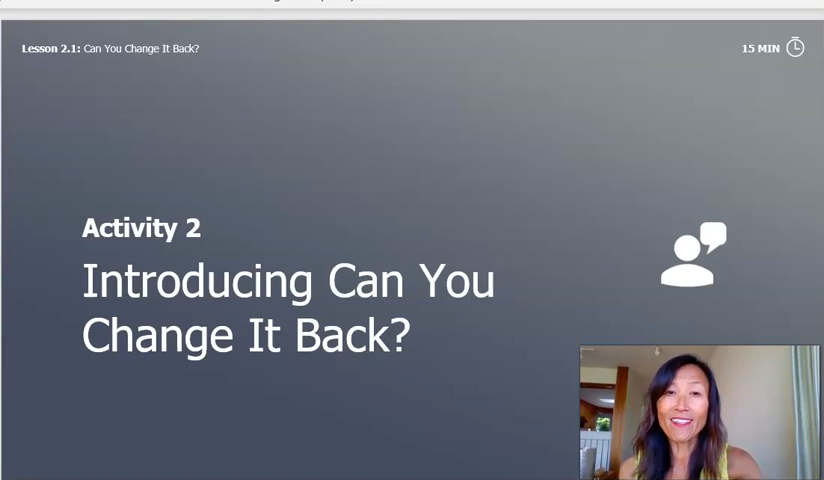 Lesson 2.1: Can You Change It Back?
15 MIN
Activity 2
Introducing Can You
Change It Back?